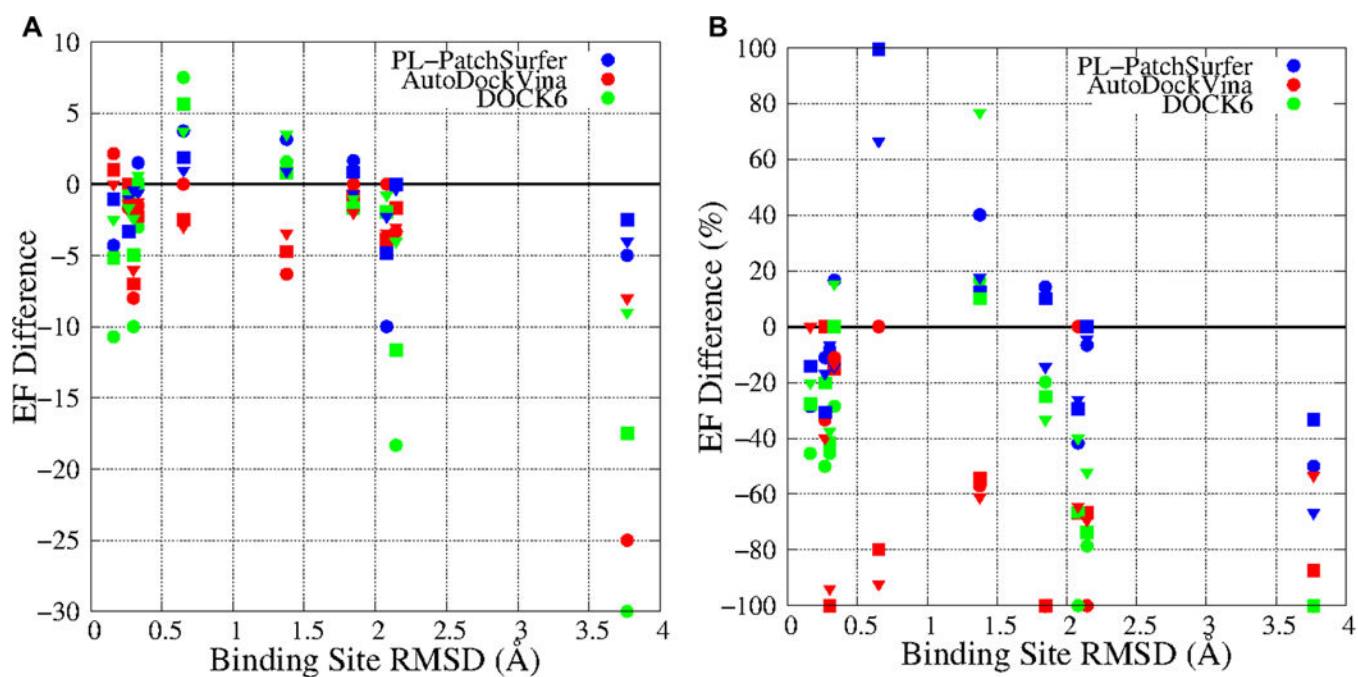 A
10
5
0
−5
−10
−15
−20
−25
−30
EF Difference
PL−PatchSurfer
AutoDockVina
DOCK6
0 0.5 1 1.5 2 2.5 3 3.5 4
Binding Site RMSD (Å)
B
100
80
60
40
20
0
−20
−40
−60
−80
−100
EF Difference (%)
PL−PatchSurfer
AutoDockVina
DOCK6
0 0.5 1 1.5 2 2.5 3 3.5 4
Binding Site RMSD (Å)